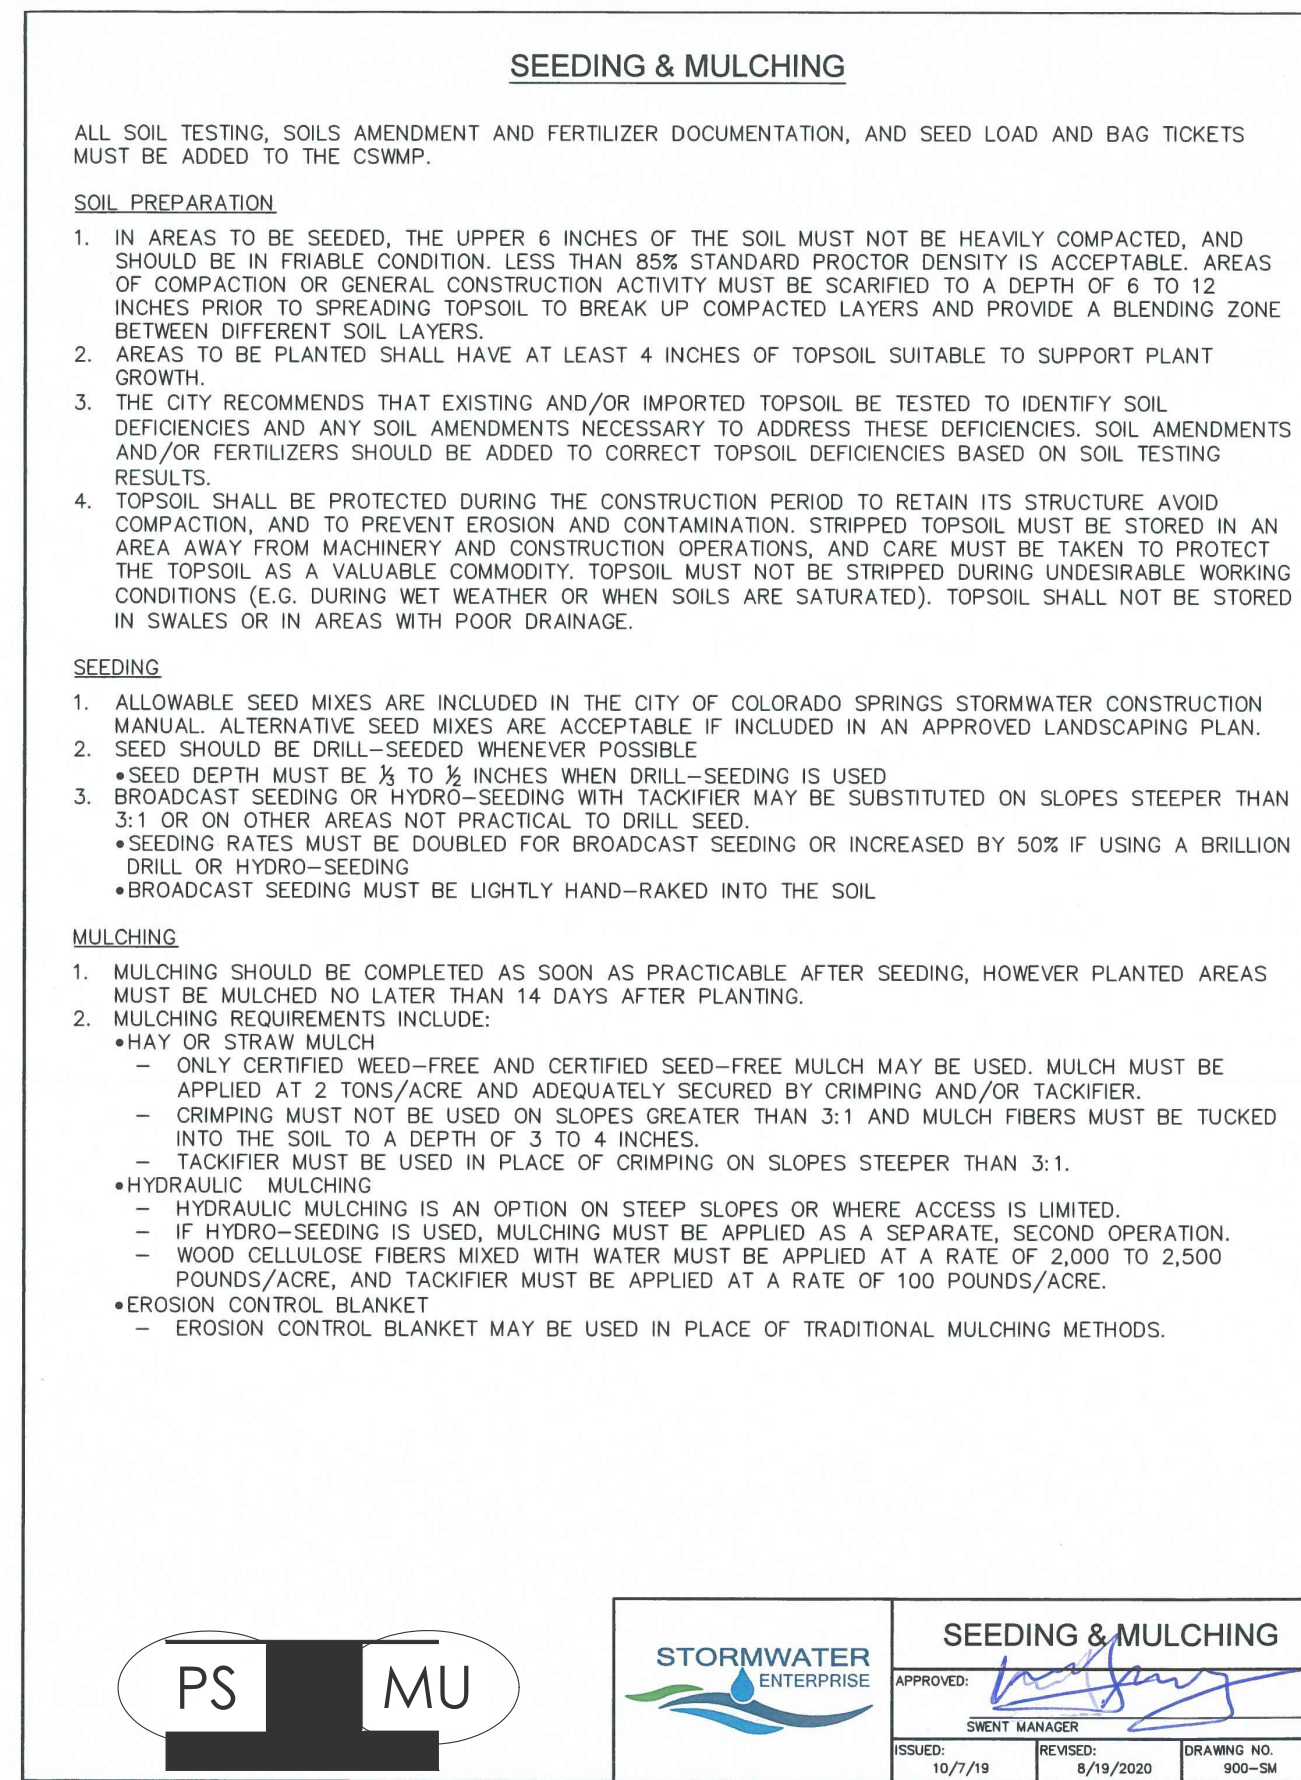 SEEDING & MULCHING
ALL SOIL TESTING, SOILS AMENDMENT AND FERTILIZER DOCUMENTATION, AND SEED LOAD AND BAG TICKETS
MUST BE ADDED TO THE CSWMP.
SOIL PREPARATION
1. IN AREAS TO BE SEEDED, THE UPPER 6 INCHES OF THE SOIL MUST NOT BE HEAVILY COMPACTED, AND
SHOULD BE IN FRIABLE CONDITION. LESS THAN 85% STANDARD PROCTOR DENSITY IS ACCEPTABLE. AREAS
OF COMPACTION OR GENERAL CONSTRUCTION ACTIVITY MUST BE SCARIFIED TO A DEPTH OF 6 TO 12
INCHES PRIOR TO SPREADING TOPSOIL TO BREAK UP COMPACTED LAYERS AND PROVIDE A BLENDING ZONE
BETWEEN DIFFERENT SOIL LAYERS.
2. AREAS TO BE PLANTED SHALL HAVE AT LEAST 4 INCHES OF TOPSOIL SUITABLE TO SUPPORT PLANT
GROWTH.
3. THE CITY RECOMMENDS THAT EXISTING AND/OR IMPORTED TOPSOIL BE TESTED TO IDENTIFY SOIL
DEFICIENCIES AND ANY SOIL AMENDMENTS NECESSARY TO ADDRESS THESE DEFICIENCIES. SOIL AMENDMENTS
AND/OR FERTILIZERS SHOULD BE ADDED TO CORRECT TOPSOIL DEFICIENCIES BASED ON SOIL TESTING
RESULTS.
4. TOPSOIL SHALL BE PROTECTED DURING THE CONSTRUCTION PERIOD TO RETAIN ITS STRUCTURE AVOID
COMPACTION, AND TO PREVENT EROSION AND CONTAMINATION. STRIPPED TOPSOIL MUST BE STORED IN AN
AREA AWAY FROM MACHINERY AND CONSTRUCTION OPERATIONS, AND CARE MUST BE TAKEN TO PROTECT
THE TOPSOIL AS A VALUABLE COMMODITY. TOPSOIL MUST NOT BE STRIPPED DURING UNDESIRABLE WORKING
CONDITIONS (E.G. DURING WET WEATHER OR WHEN SOILS ARE SATURATED). TOPSOIL SHALL NOT BE STORED
IN SWALES OR IN AREAS WITH POOR DRAINAGE.
SEEDING
1. ALLOWABLE SEED MIXES ARE INCLUDED IN THE CITY OF COLORADO SPRINGS STORMWATER CONSTRUCTION
MANUAL. ALTERNATIVE SEED MIXES ARE ACCEPTABLE IF INCLUDED IN AN APPROVED LANDSCAPING PLAN.
2. SEED SHOULD BE DRILL-SEEDED WHENEVER POSSIBLE
•SEED DEPTH MUST BE ⅓ TO ½ INCHES WHEN DRILL-SEEDING IS USED
3. BROADCAST SEEDING OR HYDRO-SEEDING WITH TACKIFIER MAY BE SUBSTITUTED ON SLOPES STEEPER THAN
3:1 OR ON OTHER AREAS NOT PRACTICAL TO DRILL SEED.
•SEEDING RATES MUST BE DOUBLED FOR BROADCAST SEEDING OR INCREASED BY 50% IF USING A BRILLION
DRILL OR HYDRO-SEEDING
•BROADCAST SEEDING MUST BE LIGHTLY HAND-RAKED INTO THE SOIL
MULCHING
1. MULCHING SHOULD BE COMPLETED AS SOON AS PRACTICABLE AFTER SEEDING, HOWEVER PLANTED AREAS
MUST BE MULCHED NO LATER THAN 14 DAYS AFTER PLANTING.
2. MULCHING REQUIREMENTS INCLUDE:
•HAY OR STRAW MULCH
– ONLY CERTIFIED WEED-FREE AND CERTIFIED SEED-FREE MULCH MAY BE USED. MULCH MUST BE
APPLIED AT 2 TONS/ACRE AND ADEQUATELY SECURED BY CRIMPING AND/OR TACKIFIER.
– CRIMPING MUST NOT BE USED ON SLOPES GREATER THAN 3:1 AND MULCH FIBERS MUST BE TUCKED
INTO THE SOIL TO A DEPTH OF 3 TO 4 INCHES.
– TACKIFIER MUST BE USED IN PLACE OF CRIMPING ON SLOPES STEEPER THAN 3:1.
•HYDRAULIC MULCHING
– HYDRAULIC MULCHING IS AN OPTION ON STEEP SLOPES OR WHERE ACCESS IS LIMITED.
– IF HYDRO-SEEDING IS USED, MULCHING MUST BE APPLIED AS A SEPARATE, SECOND OPERATION.
– WOOD CELLULOSE FIBERS MIXED WITH WATER MUST BE APPLIED AT A RATE OF 2,000 TO 2,500
POUNDS/ACRE, AND TACKIFIER MUST BE APPLIED AT A RATE OF 100 POUNDS/ACRE.
•EROSION CONTROL BLANKET
– EROSION CONTROL BLANKET MAY BE USED IN PLACE OF TRADITIONAL MULCHING METHODS.
PS MU
STORMWATER
ENTERPRISE
SEEDING & MULCHING
APPROVED:
SWENT MANAGER
ISSUED:
10/7/19
REVISED:
8/19/2020
DRAWING NO.
900-SM